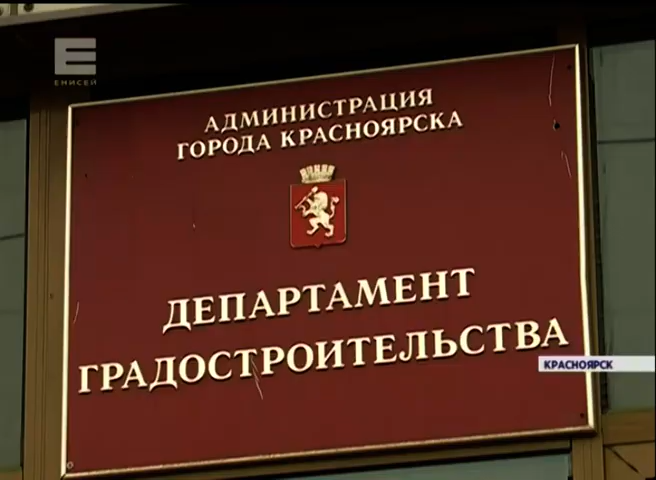 ЕНИСЕЙ
АДМИНИСТРАЦИЯ
ГОРОДА КРАСНОЯРСКА
ДЕПАРТАМЕНТ
ГРАДОСТРОИТЕЛЬСТВА
КРАСНОЯРСК